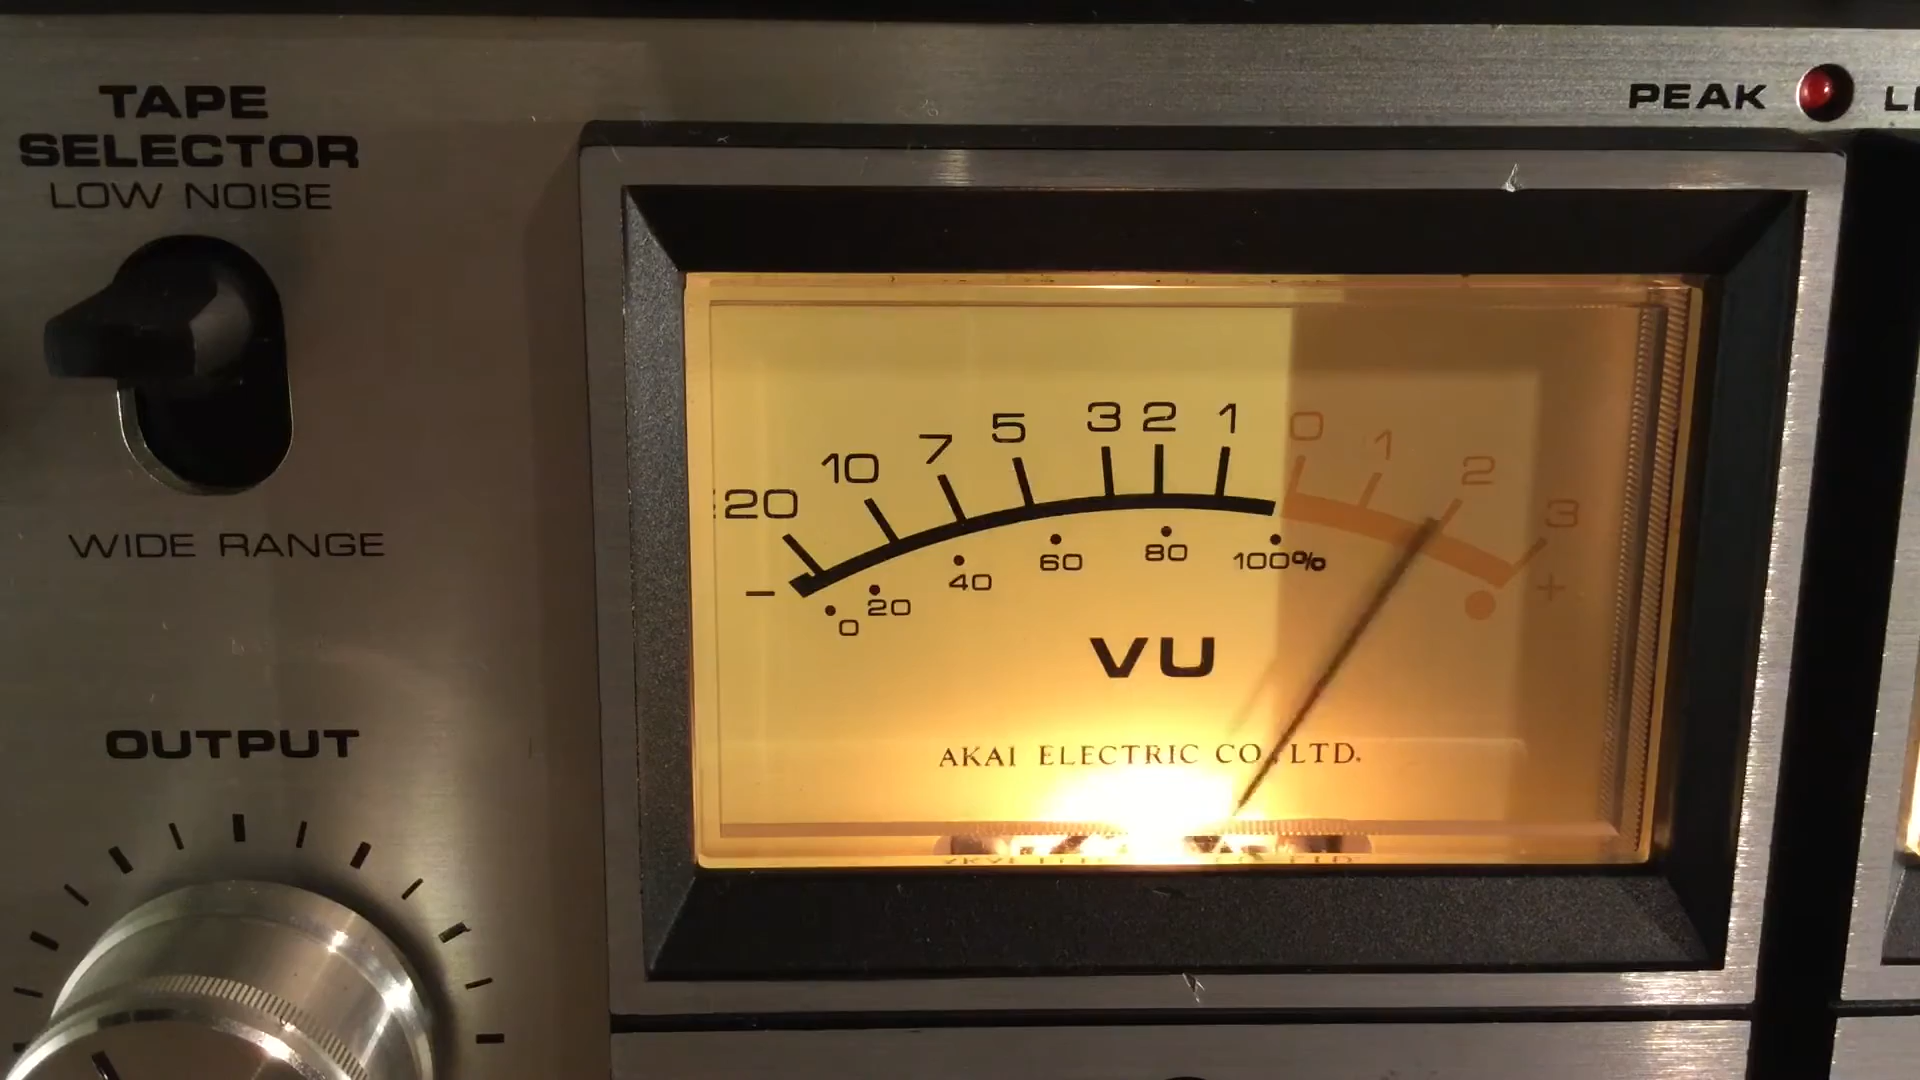 TAPE
SELECTOR
LOW NOISE
WIDE RANGE
OUTPUT
PEAK
20 10 7 5 3 2 1 0 1 2 3
− +
0 20 40 60 80 100%
VU
AKAI ELECTRIC CO LTD.